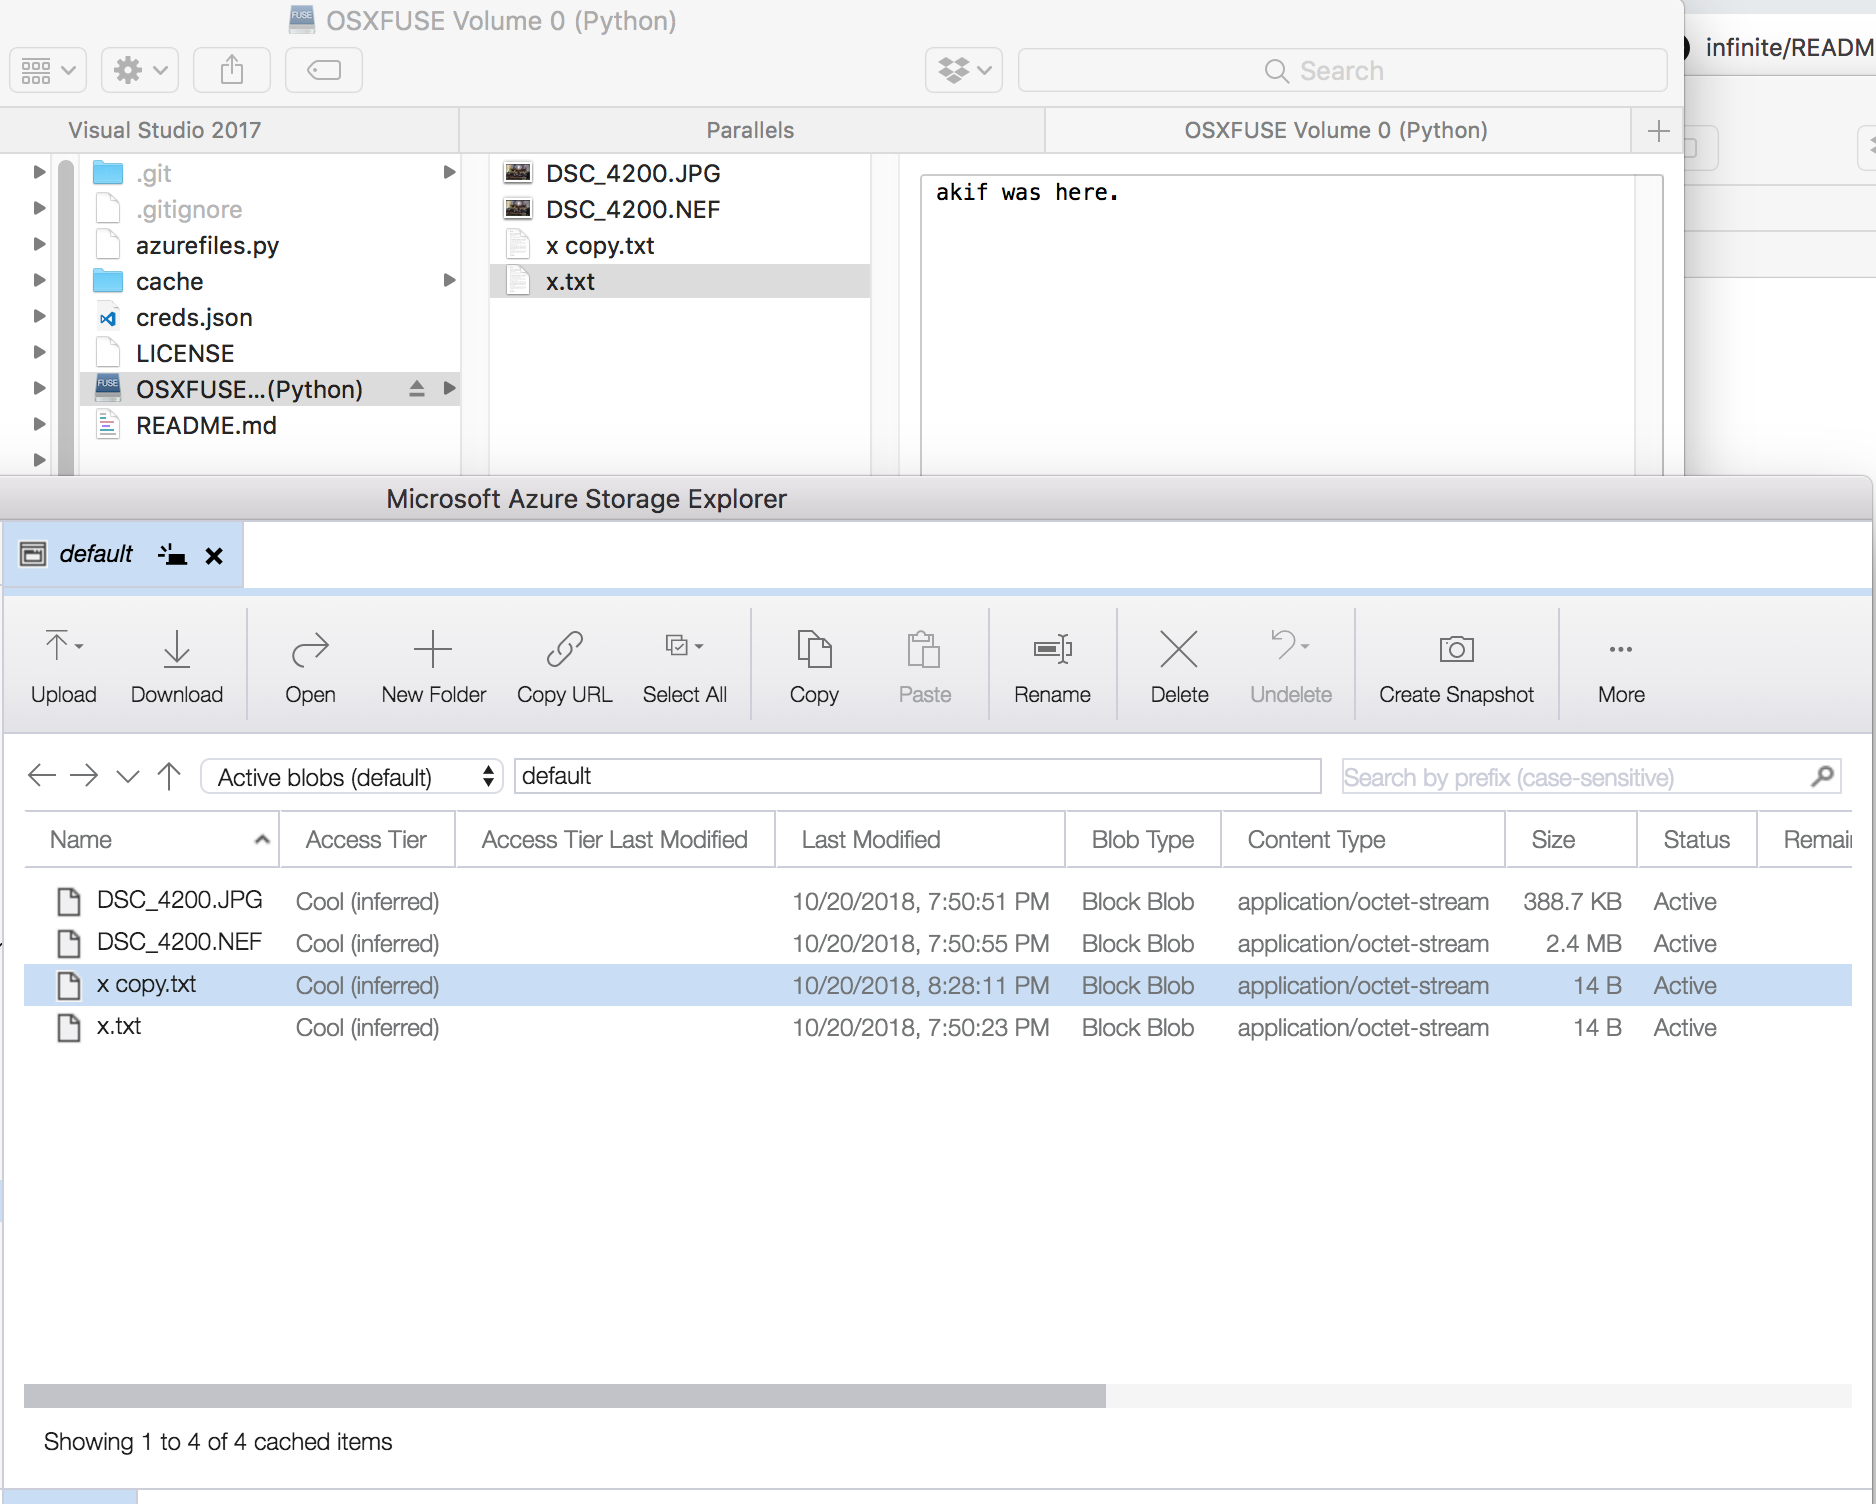 OSXFUSE Volume 0 (Python)
infinite/READM
Search
Visual Studio 2017
Parallels
OSXFUSE Volume 0 (Python)
.git
.gitignore
azurefiles.py
cache
creds.json
LICENSE
FUSE
OSXFUSE...(Python)
README.md
DSC_4200.JPG
DSC_4200.NEF
x copy.txt
x.txt
akif was here.
Microsoft Azure Storage Explorer
default
Upload Download Open New Folder Copy URL Select All Copy Paste Rename Delete Undelete Create Snapshot More
Active blobs (default) default Search by prefix (case-sensitive)
Name Access Tier Access Tier Last Modified Last Modified Blob Type Content Type Size Status Remai
DSC_4200.JPG Cool (inferred) 10/20/2018, 7:50:51 PM Block Blob application/octet-stream 388.7 KB Active
DSC_4200.NEF Cool (inferred) 10/20/2018, 7:50:55 PM Block Blob application/octet-stream 2.4 MB Active
x copy.txt Cool (inferred) 10/20/2018, 8:28:11 PM Block Blob application/octet-stream 14 B Active
x.txt Cool (inferred) 10/20/2018, 7:50:23 PM Block Blob application/octet-stream 14 B Active
Showing 1 to 4 of 4 cached items